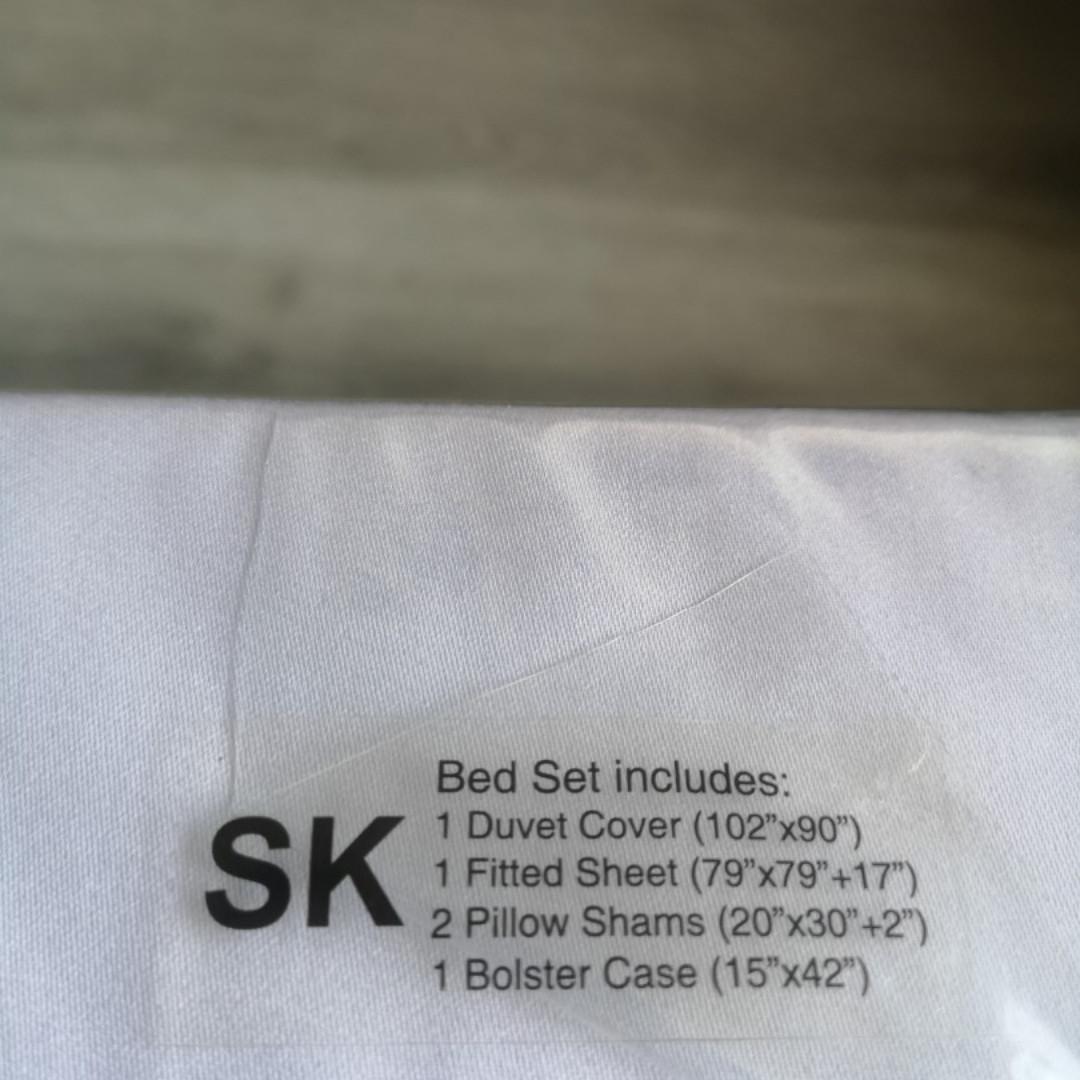 SK
Bed Set includes:
1 Duvet Cover (102”x90”)
1 Fitted Sheet (79”x79”+17”)
2 Pillow Shams (20”x30”+2”)
1 Bolster Case (15”x42”)